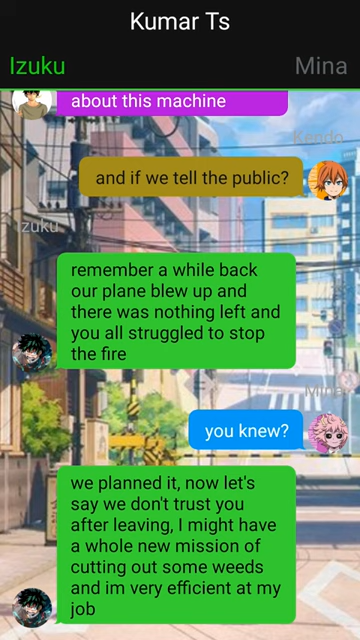 Kumar Ts
Izuku
Mina
about this machine
Kendo
and if we tell the public?
Izuku
remember a while back
our plane blew up and
there was nothing left and
you all struggled to stop
the fire
Mina
you knew?
we planned it, now let's
say we don't trust you
after leaving, I might have
a whole new mission of
cutting out some weeds
and im very efficient at my
job